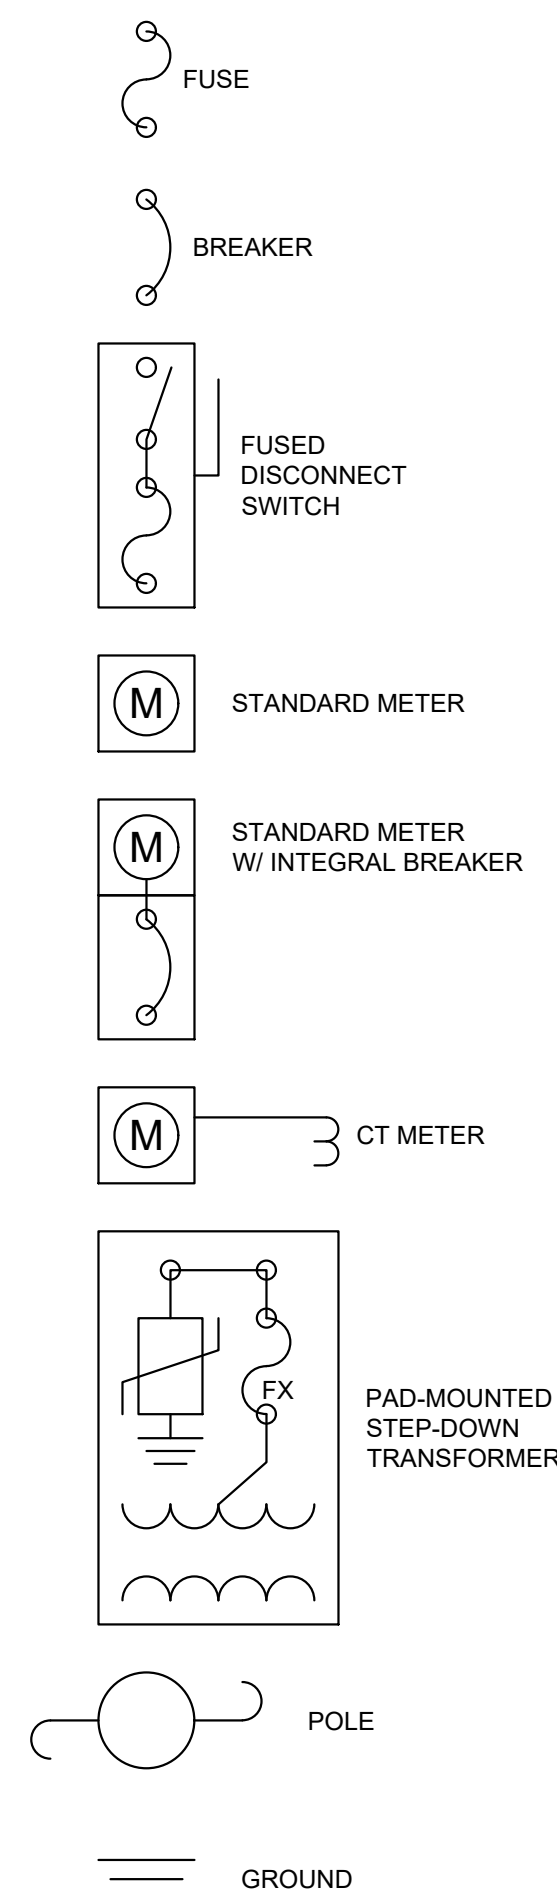 FUSE
BREAKER
FUSED
DISCONNECT
SWITCH
M
STANDARD METER
M
STANDARD METER
W/ INTEGRAL BREAKER
M
CT METER
FX
PAD-MOUNTED
STEP-DOWN
TRANSFORMER
POLE
GROUND